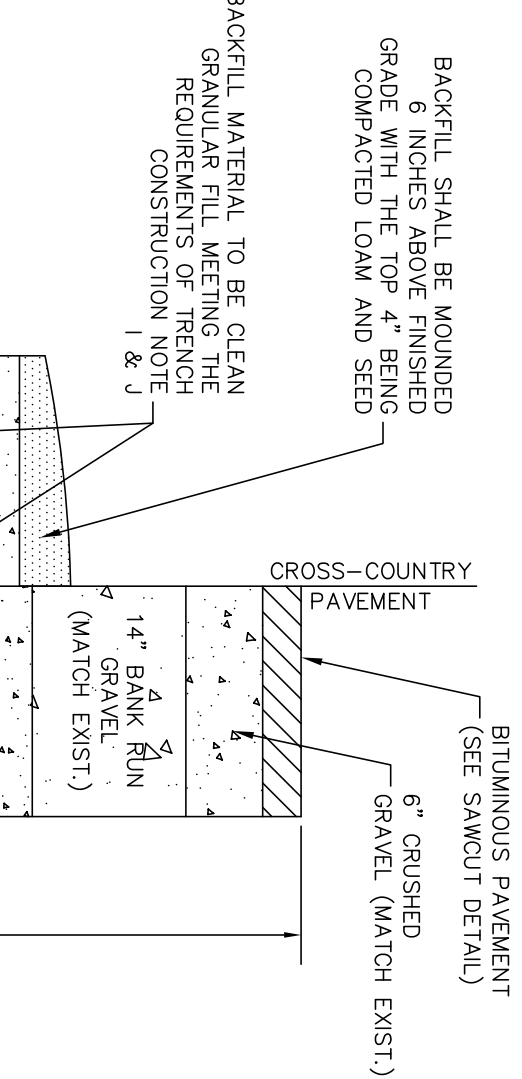 BACKFILL SHALL BE MOUNDED
6 INCHES ABOVE FINISHED
GRADE WITH THE TOP 4" BEING
COMPACTED LOAM AND SEED
BACKFILL MATERIAL TO BE CLEAN
GRANULAR FILL MEETING THE
REQUIREMENTS OF TRENCH
CONSTRUCTION NOTE
I & J
CROSS-COUNTRY
PAVEMENT
BITUMINOUS PAVEMENT
(SEE SAWCUT DETAIL)
6" CRUSHED
GRAVEL (MATCH EXIST.)
14" BANK RUN
GRAVEL
(MATCH EXIST.)